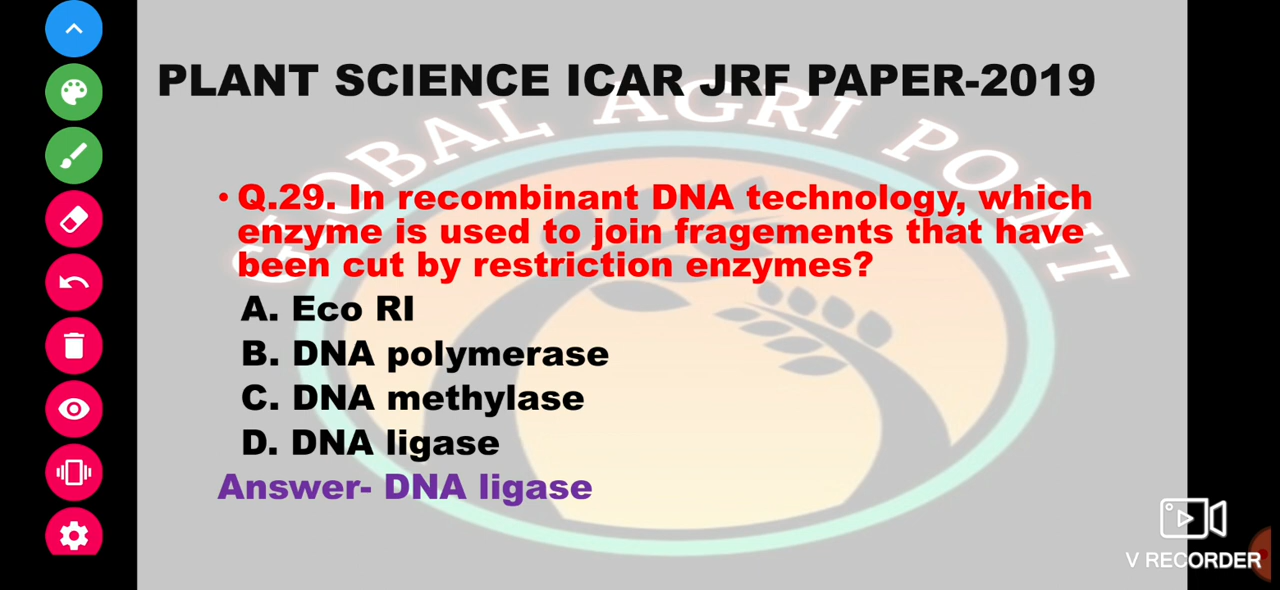 PLANT SCIENCE ICAR JRF PAPER-2019
GLOBAL AGRI POINT
• Q.29. In recombinant DNA technology, which
enzyme is used to join fragements that have
been cut by restriction enzymes?
A. Eco RI
B. DNA polymerase
C. DNA methylase
D. DNA ligase
Answer- DNA ligase
V RECORDER